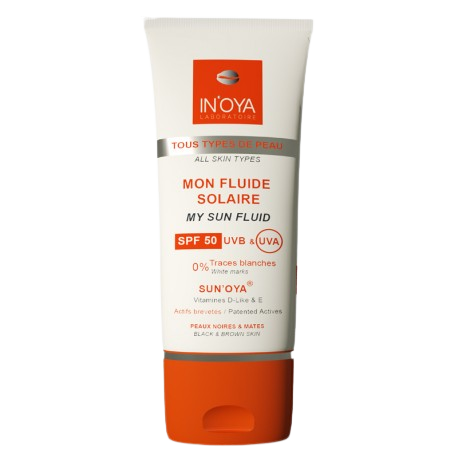 IN'OYA
LABORATOIRE
TOUS TYPES DE PEAU
ALL SKIN TYPES
MON FLUIDE
SOLAIRE
MY SUN FLUID
SPF 50 UVB & UVA
0% Traces blanches
White marks
SUN'OYA®
Vitamines D-Like & E
Actifs brevetés / Patented Actives
PEAUX NOIRES & MATES
BLACK & BROWN SKIN